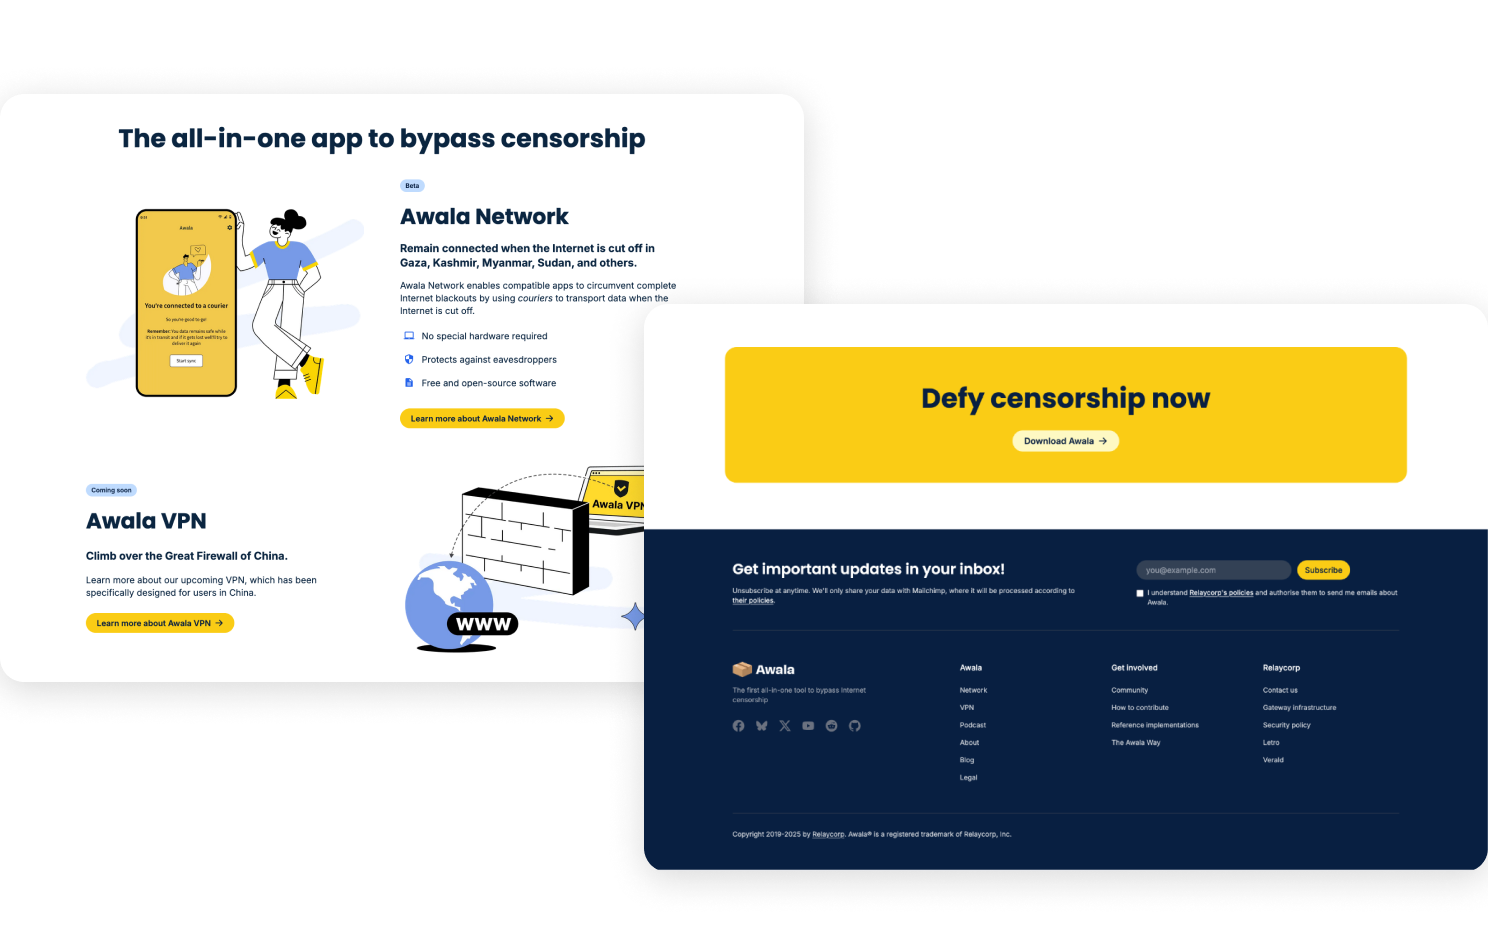 The all-in-one app to bypass censorship
9:41
Awala
You're connected to a courier
So you're good to go!
Remember: You data remains safe while
it's in transit and if it gets lost we'll try to
deliver it again
Start sync
Beta
Awala Network
Remain connected when the Internet is cut off in
Gaza, Kashmir, Myanmar, Sudan, and others.
Awala Network enables compatible apps to circumvent complete
Internet blackouts by using couriers to transport data when the
Internet is cut off.
No special hardware required
Protects against eavesdroppers
Free and open-source software
Learn more about Awala Network →
Coming soon
Awala VPN
Climb over the Great Firewall of China.
Learn more about our upcoming VPN, which has been
specifically designed for users in China.
Learn more about Awala VPN →
Awala VPN
WWW
Defy censorship now
Download Awala →
Get important updates in your inbox!
Unsubscribe at anytime. We'll only share your data with Mailchimp, where it will be processed according to
their policies.
you@example.com
Subscribe
I understand Relaycorp's policies and authorise them to send me emails about
Awala.
Awala
The first all-in-one tool to bypass Internet
censorship
Awala
Network
VPN
Podcast
About
Blog
Legal
Get involved
Community
How to contribute
Reference implementations
The Awala Way
Relaycorp
Contact us
Gateway infrastructure
Security policy
Letro
Veraid
Copyright 2019-2025 by Relaycorp. Awala® is a registered trademark of Relaycorp, Inc.